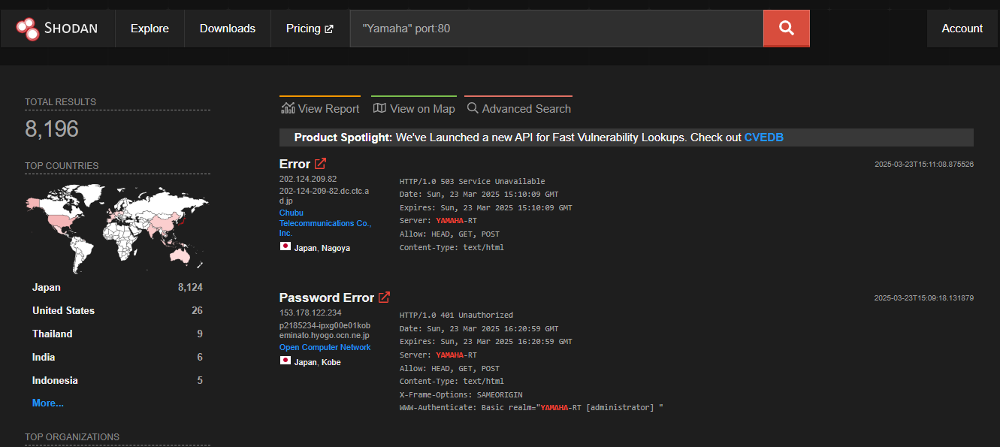 SHODAN
Explore
Downloads
Pricing
"Yamaha" port:80
Account
TOTAL RESULTS
8,196
TOP COUNTRIES
Japan 8,124
United States 26
Thailand 9
India 6
Indonesia 5
More...
TOP ORGANIZATIONS
View Report
View on Map
Advanced Search
Product Spotlight: We've Launched a new API for Fast Vulnerability Lookups. Check out CVEDB
Error
2025-03-23T15:11:08.875526
202.124.209.82
202-124-209-82.dc.ctc.a
d.jp
Chubu
Telecommunications Co.,
Inc.
Japan, Nagoya
HTTP/1.0 503 Service Unavailable
Date: Sun, 23 Mar 2025 15:10:09 GMT
Expires: Sun, 23 Mar 2025 15:10:09 GMT
Server: YAMAHA-RT
Allow: HEAD, GET, POST
Content-Type: text/html
Password Error
2025-03-23T15:09:18.131879
153.178.122.234
p2185234-ipxg00e01kob
eminato.hyogo.ocn.ne.jp
Open Computer Network
Japan, Kobe
HTTP/1.0 401 Unauthorized
Date: Sun, 23 Mar 2025 16:20:59 GMT
Expires: Sun, 23 Mar 2025 16:20:59 GMT
Server: YAMAHA-RT
Allow: HEAD, GET, POST
Content-Type: text/html
X-Frame-Options: SAMEORIGIN
WWW-Authenticate: Basic realm="YAMAHA-RT [administrator] "